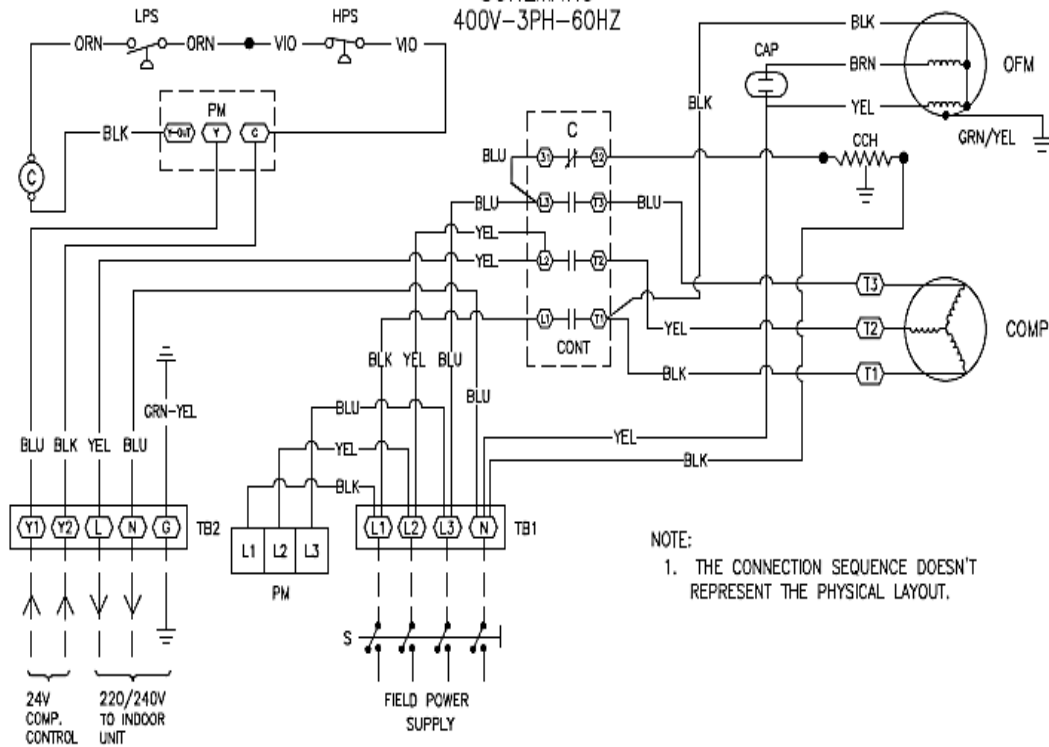 400V-3PH-60HZ
LPS
HPS
ORN
ORN
VIO
VIO
BLK
CAP
BRN
OFM
YEL
BLK
GRN/YEL
PM
Y-OUT
Y
C
BLK
C
C
BLU
31
32
CCH
BLU
L3
T3
BLU
YEL
YEL
L2
T2
T3
L1
T1
YEL
T2
COMP
CONT
BLK
T1
BLK
YEL
BLU
BLU
GRN-YEL
BLU
YEL
BLK
BLU
BLK
YEL
BLU
YEL
BLK
Y1
Y2
L
N
G
TB2
L1
L2
L3
PM
L1
L2
L3
N
TB1
NOTE:
1. THE CONNECTION SEQUENCE DOESN'T
REPRESENT THE PHYSICAL LAYOUT.
S
24V
COMP.
CONTROL
220/240V
TO INDOOR
UNIT
FIELD POWER
SUPPLY